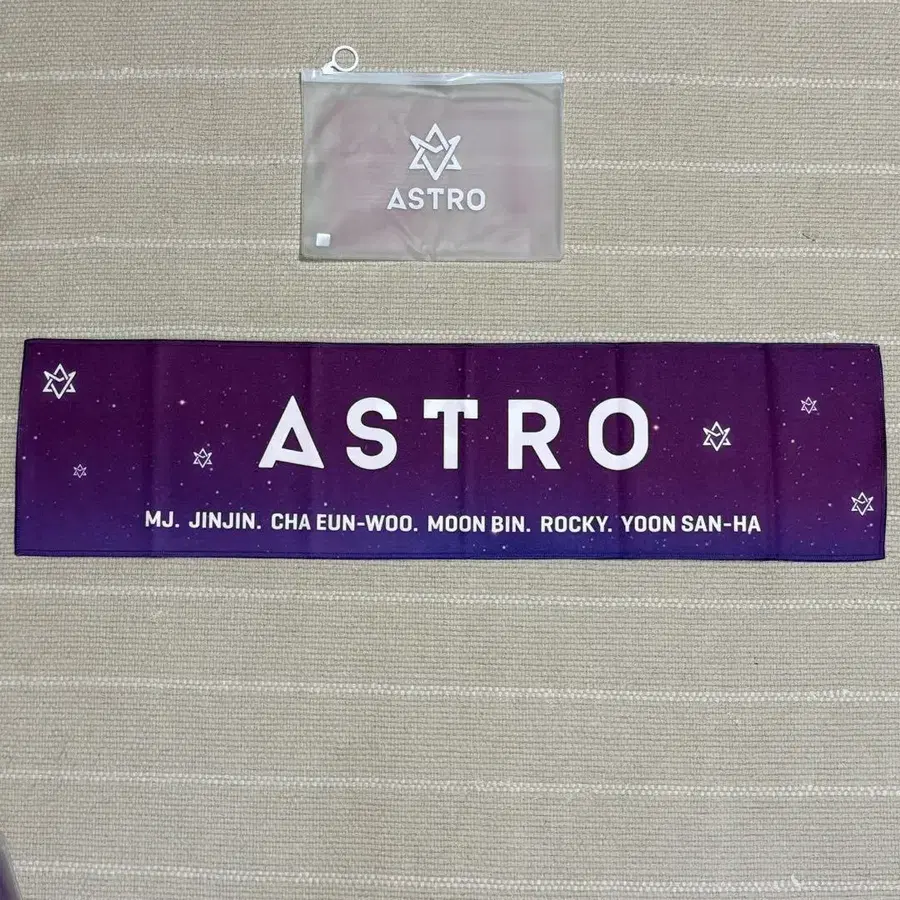 ASTRO
ASTRO
MJ. JINJIN. CHA EUN-WOO. MOON BIN. ROCKY. YOON SAN-HA